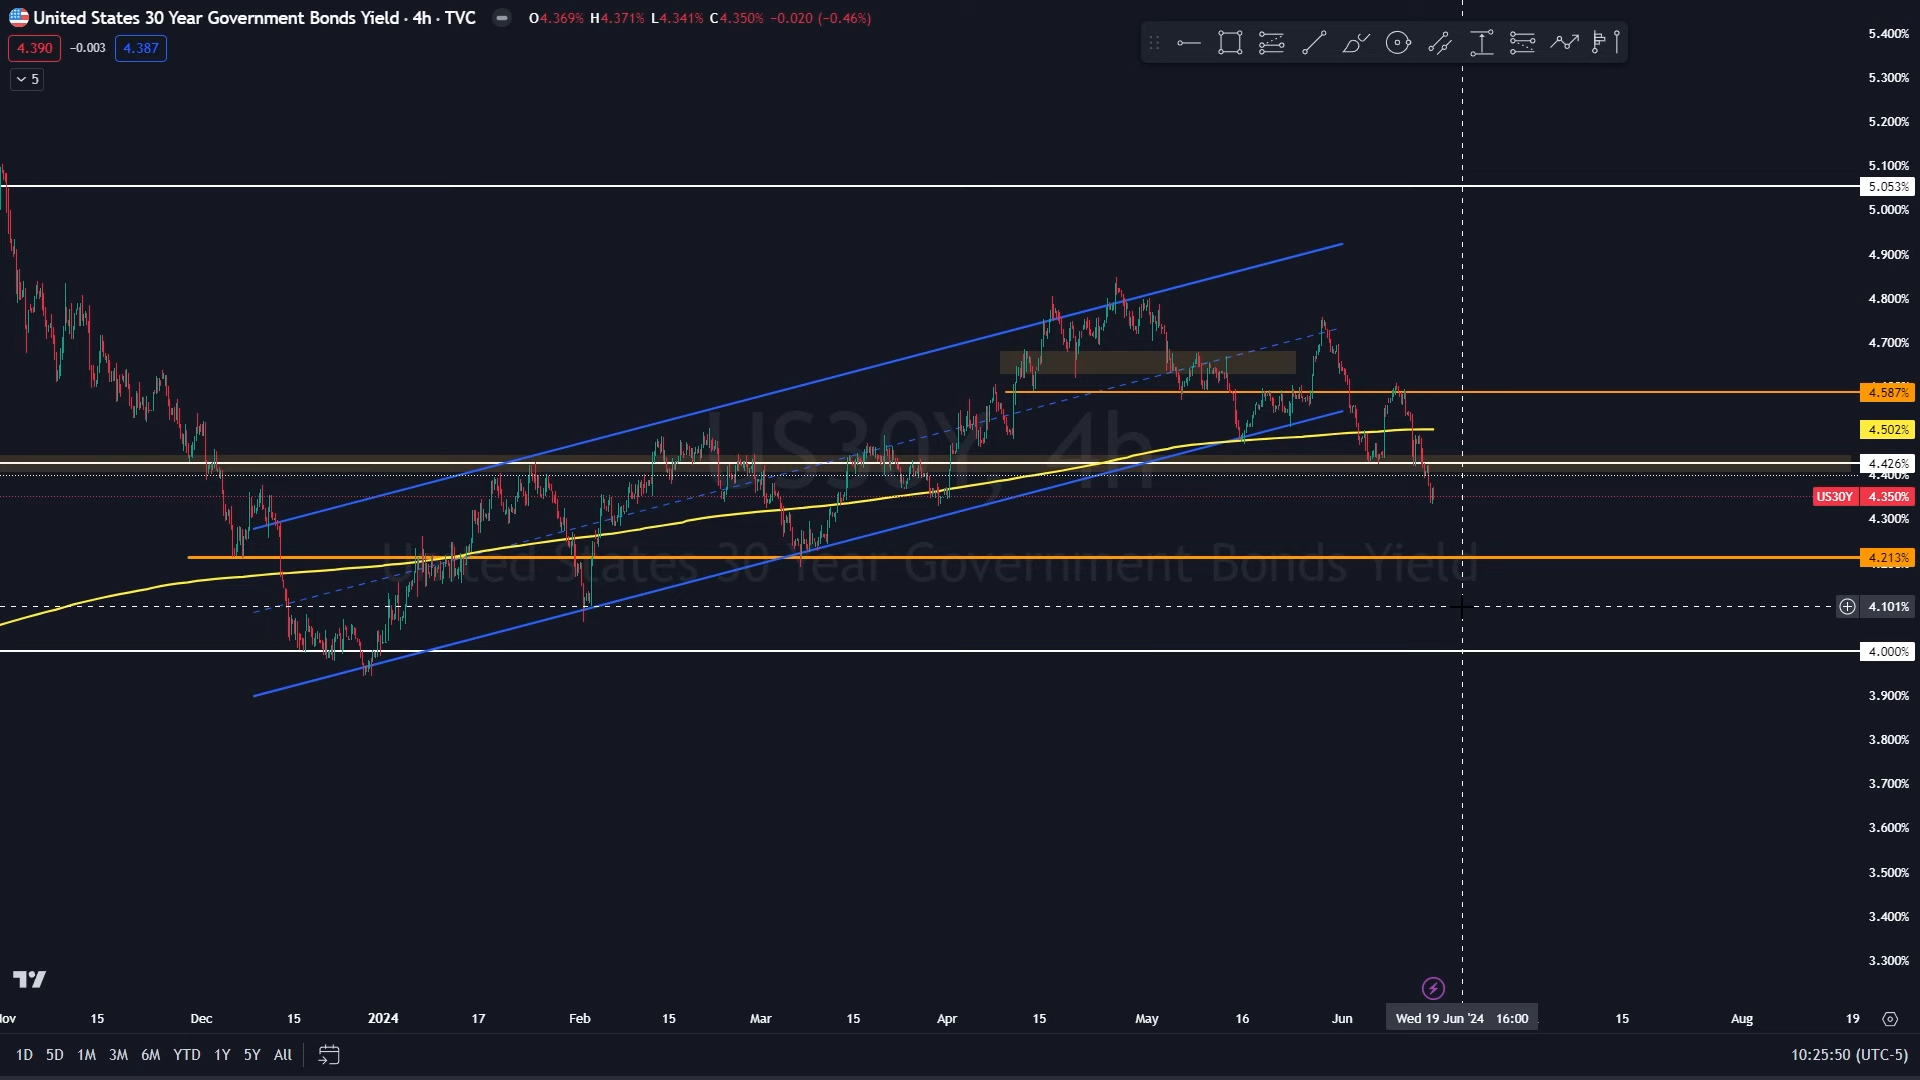 United States 30 Year Government Bonds Yield · 4h · TVC
O4.369% H4.371% L4.341% C4.350% −0.020 (−0.46%)
4.390 −0.003 4.387
5
5.400%
5.300%
5.200%
5.100%
5.053%
5.000%
4.900%
4.800%
4.700%
4.587%
4.502%
4.426%
4.400%
US30Y 4.350%
4.300%
4.213%
4.101%
4.000%
3.900%
3.800%
3.700%
3.600%
3.500%
3.400%
3.300%
US30Y, 4h
United States 30 Year Government Bonds Yield
ov 15 Dec 15 2024 17 Feb 15 Mar 15 Apr 15 May 16 Jun Wed 19 Jun '24 16:00 15 Aug 19
1D 5D 1M 3M 6M YTD 1Y 5Y All
10:25:50 (UTC-5)